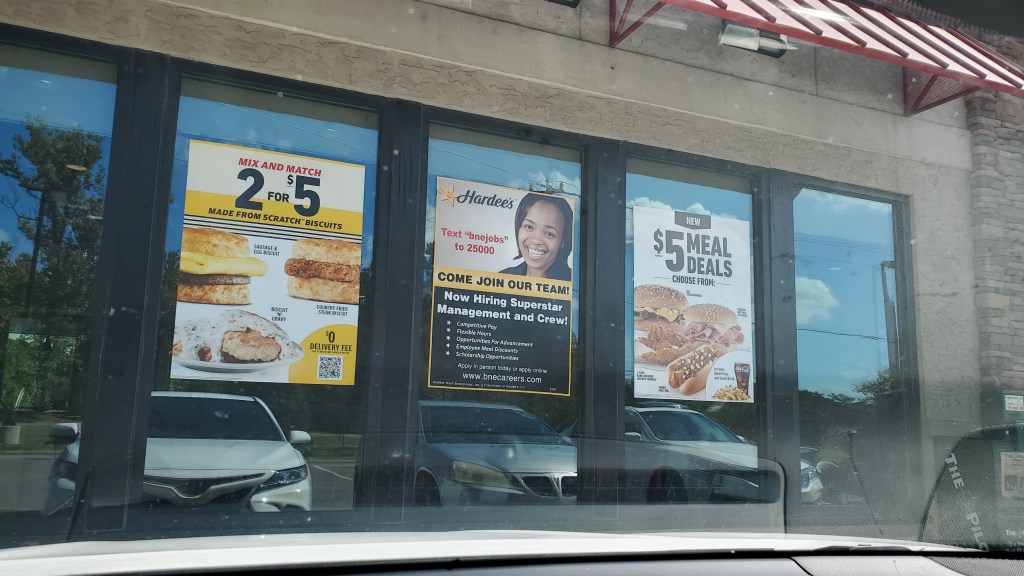 MIX AND MATCH
2 FOR $5
MADE FROM SCRATCH™ BISCUITS
SAUSAGE &
EGG BISCUIT
COUNTRY FRIED
STEAK BISCUIT
BISCUIT
N'
GRAVY
$0
DELIVERY FEE
Hardee's
Text "bnejobs"
to 25000
COME JOIN OUR TEAM!
Now Hiring Superstar
Management and Crew!
★ Competitive Pay
★ Flexible Hours
★ Opportunities For Advancement
★ Employee Meal Discounts
★ Scholarship Opportunities
Apply in person today or apply online
www.bnecareers.com
NEW
$5 MEAL
DEALS
CHOOSE FROM:
THE